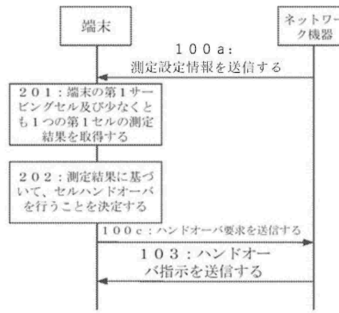 端末
ネットワー
ク機器
100a:
測定設定情報を送信する
201:端末の第1サー
ビングセル及び少なくと
も1つの第1セルの測定
結果を取得する
202:測定結果に基づ
いて、セルハンドオーバ
を行うことを決定する
100c:ハンドオーバ要求を送信する
103:ハンドオー
バ指示を送信する